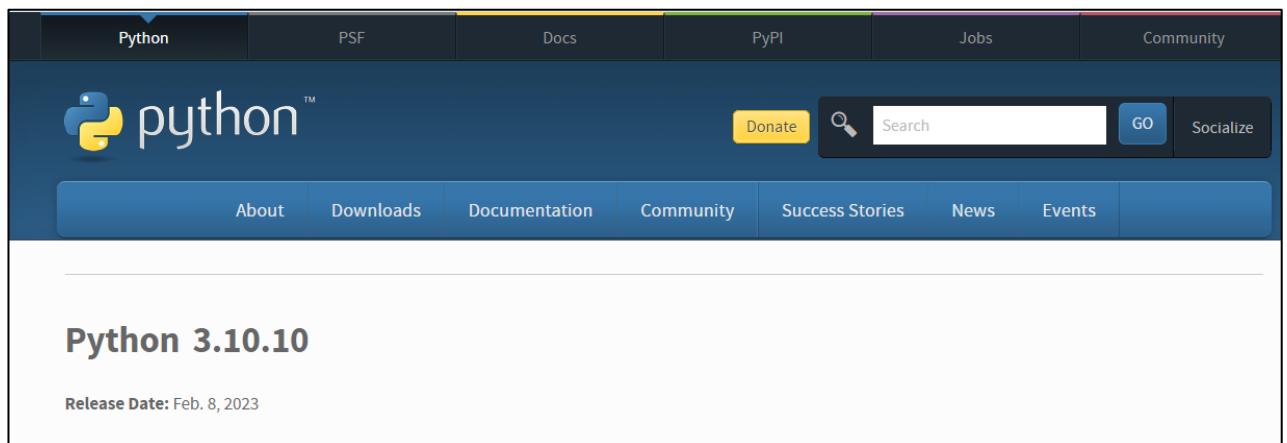 Python PSF Docs PyPI Jobs Community
python™
Donate Search GO Socialize
About Downloads Documentation Community Success Stories News Events
Python 3.10.10
Release Date: Feb. 8, 2023